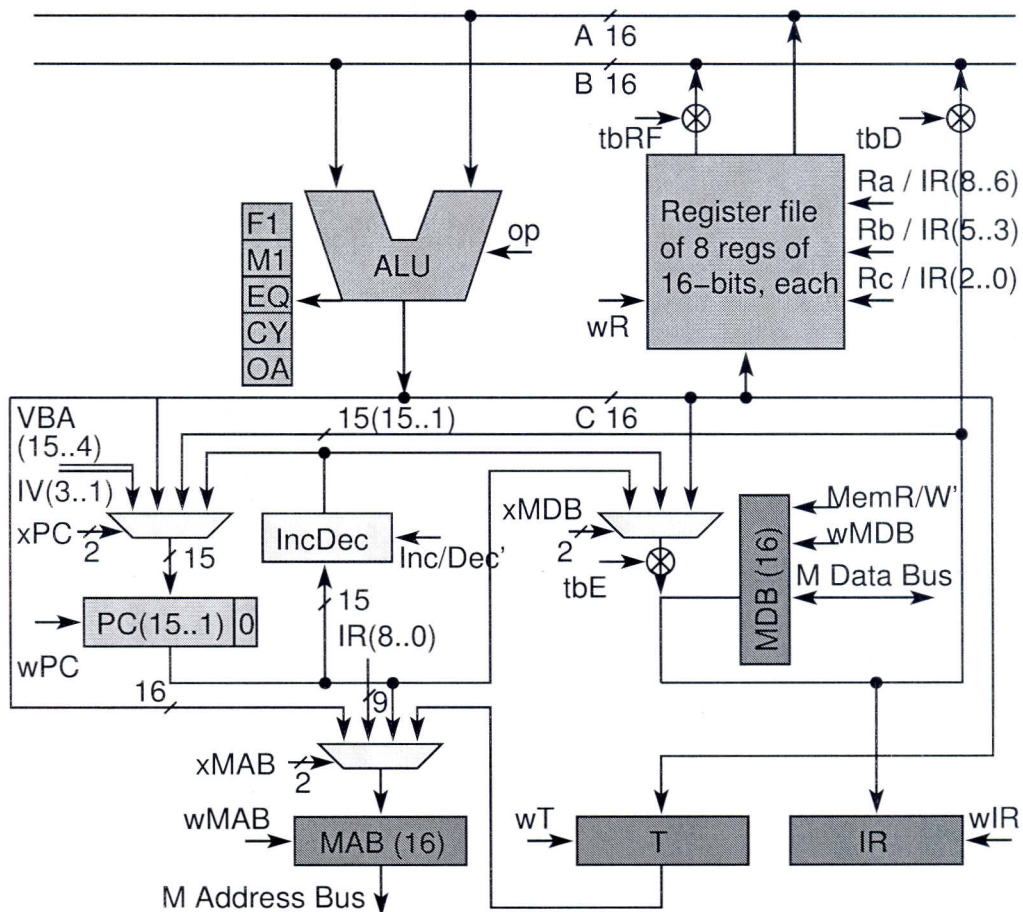 A 16
B 16
tbRF
tbD
Ra / IR(8..6)
Register file
of 8 regs of
16−bits, each
Rb / IR(5..3)
Rc / IR(2..0)
wR
F1
M1
EQ
CY
OA
ALU
op
VBA
(15..4)
IV(3..1)
15(15..1)
C 16
xPC
2
15
IncDec
Inc/Dec'
xMDB
2
tbE
MDB (16)
MemR/W'
wMDB
M Data Bus
PC(15..1) 0
wPC
15
IR(8..0)
16
9
xMAB
2
wMAB
MAB (16)
wT
T
IR
wIR
M Address Bus